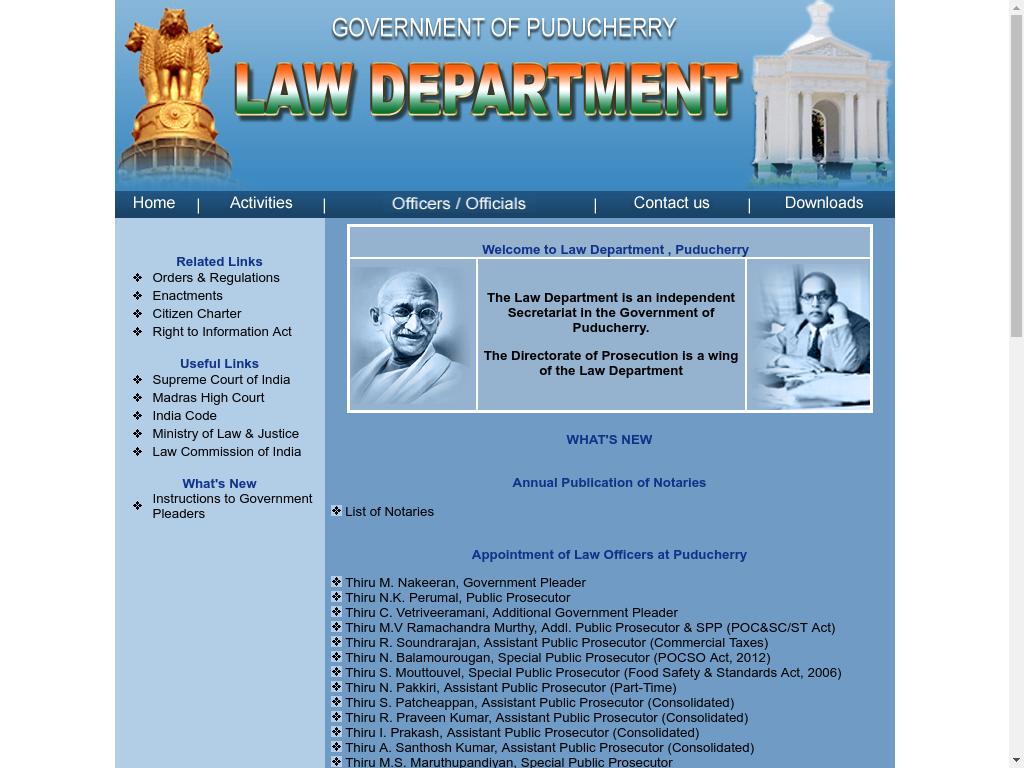 GOVERNMENT OF PUDUCHERRY
LAW DEPARTMENT
Home | Activities | Officers / Officials | Contact us | Downloads
Related Links
Orders & Regulations
Enactments
Citizen Charter
Right to Information Act
Useful Links
Supreme Court of India
Madras High Court
India Code
Ministry of Law & Justice
Law Commission of India
What's New
Instructions to Government
Pleaders
Welcome to Law Department , Puducherry
The Law Department is an independent
Secretariat in the Government of
Puducherry.
The Directorate of Prosecution is a wing
of the Law Department
WHAT'S NEW
Annual Publication of Notaries
List of Notaries
Appointment of Law Officers at Puducherry
Thiru M. Nakeeran, Government Pleader
Thiru N.K. Perumal, Public Prosecutor
Thiru C. Vetriveeramani, Additional Government Pleader
Thiru M.V Ramachandra Murthy, Addl. Public Prosecutor & SPP (POC&SC/ST Act)
Thiru R. Soundrarajan, Assistant Public Prosecutor (Commercial Taxes)
Thiru N. Balamourougan, Special Public Prosecutor (POCSO Act, 2012)
Thiru S. Mouttouvel, Special Public Prosecutor (Food Safety & Standards Act, 2006)
Thiru N. Pakkiri, Assistant Public Prosecutor (Part-Time)
Thiru S. Patcheappan, Assistant Public Prosecutor (Consolidated)
Thiru R. Praveen Kumar, Assistant Public Prosecutor (Consolidated)
Thiru I. Prakash, Assistant Public Prosecutor (Consolidated)
Thiru A. Santhosh Kumar, Assistant Public Prosecutor (Consolidated)
Thiru M.S. Maruthupandiyan, Special Public Prosecutor